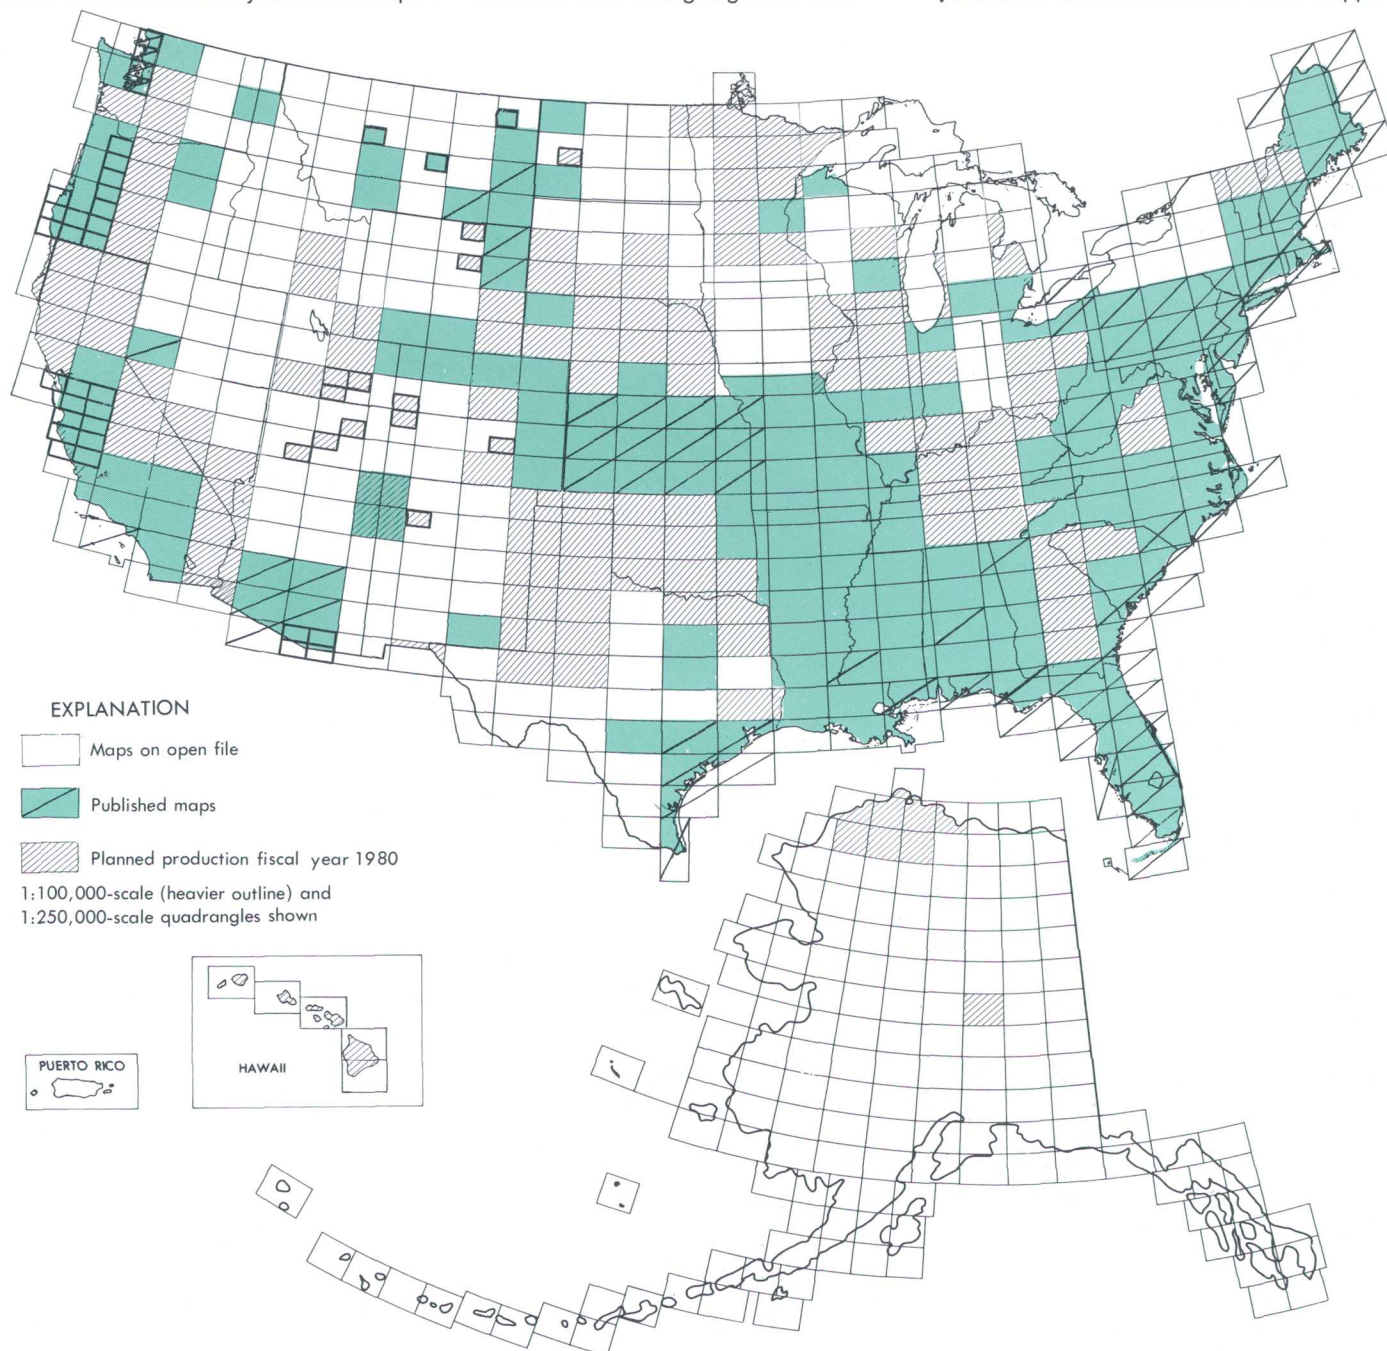 EXPLANATION
Maps on open file
Published maps
Planned production fiscal year 1980
1:100,000-scale (heavier outline) and
1:250,000-scale quadrangles shown
PUERTO RICO
HAWAII